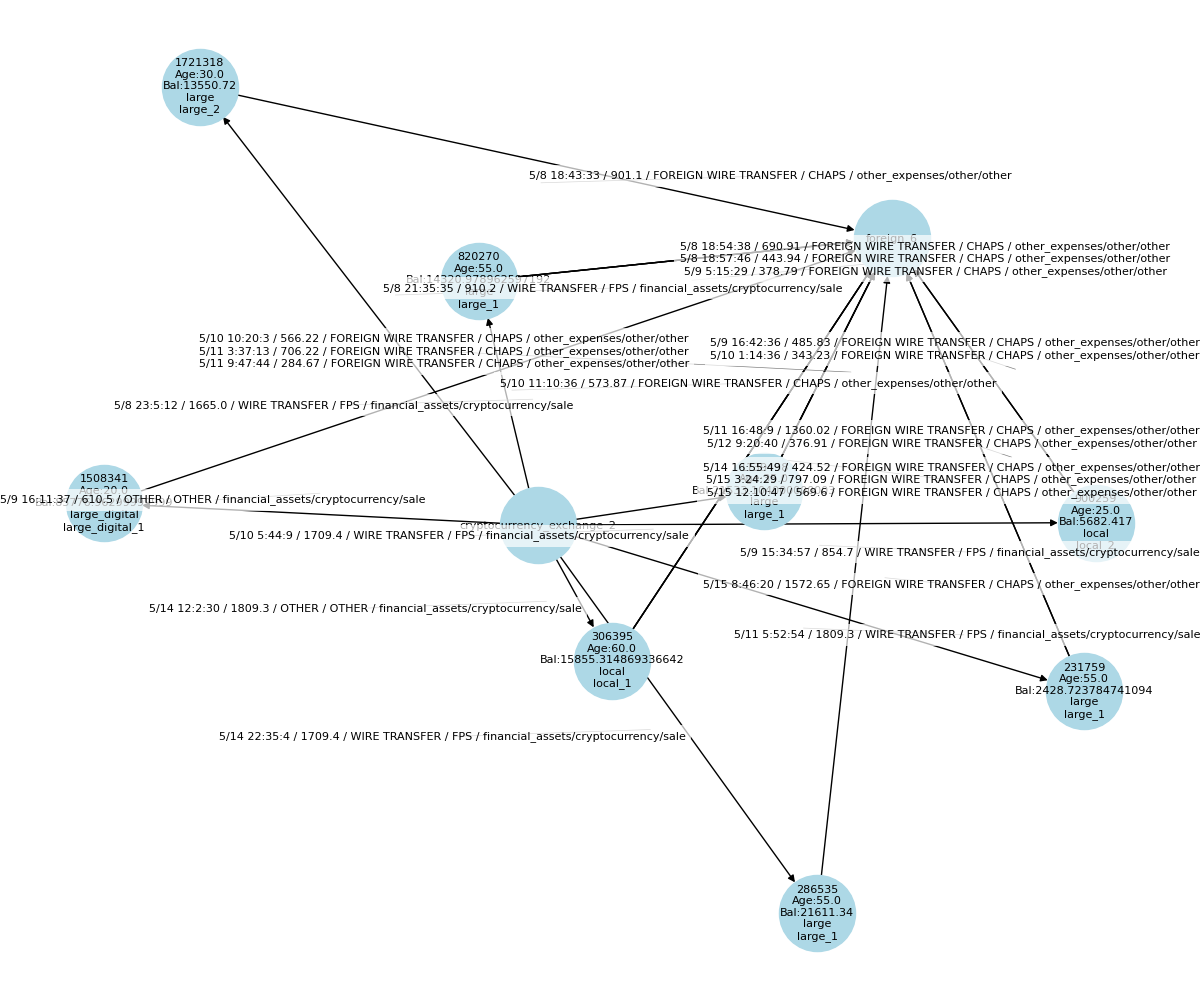 1721318
Age:30.0
Bal:13550.72
large
large_2
5/8 18:43:33 / 901.1 / FOREIGN WIRE TRANSFER / CHAPS / other_expenses/other/other
foreign_6
5/8 18:54:38 / 690.91 / FOREIGN WIRE TRANSFER / CHAPS / other_expenses/other/other
5/8 18:57:46 / 443.94 / FOREIGN WIRE TRANSFER / CHAPS / other_expenses/other/other
5/9 5:15:29 / 378.79 / FOREIGN WIRE TRANSFER / CHAPS / other_expenses/other/other
820270
Age:55.0
Bal:14320.978962597192
large
large_1
5/8 21:35:35 / 910.2 / WIRE TRANSFER / FPS / financial_assets/cryptocurrency/sale
5/10 10:20:3 / 566.22 / FOREIGN WIRE TRANSFER / CHAPS / other_expenses/other/other
5/11 3:37:13 / 706.22 / FOREIGN WIRE TRANSFER / CHAPS / other_expenses/other/other
5/11 9:47:44 / 284.67 / FOREIGN WIRE TRANSFER / CHAPS / other_expenses/other/other
5/9 16:42:36 / 485.83 / FOREIGN WIRE TRANSFER / CHAPS / other_expenses/other/other
5/10 1:14:36 / 343.23 / FOREIGN WIRE TRANSFER / CHAPS / other_expenses/other/other
5/10 11:10:36 / 573.87 / FOREIGN WIRE TRANSFER / CHAPS / other_expenses/other/other
5/8 23:5:12 / 1665.0 / WIRE TRANSFER / FPS / financial_assets/cryptocurrency/sale
5/11 16:48:9 / 1360.02 / FOREIGN WIRE TRANSFER / CHAPS / other_expenses/other/other
5/12 9:20:40 / 376.91 / FOREIGN WIRE TRANSFER / CHAPS / other_expenses/other/other
5/14 16:55:49 / 424.52 / FOREIGN WIRE TRANSFER / CHAPS / other_expenses/other/other
5/15 3:24:29 / 797.09 / FOREIGN WIRE TRANSFER / CHAPS / other_expenses/other/other
5/15 12:10:47 / 569.6 / FOREIGN WIRE TRANSFER / CHAPS / other_expenses/other/other
large
large_1
1508341
Age:20.0
large_digital
large_digital_1
5/9 16:11:37 / 610.5 / OTHER / OTHER / financial_assets/cryptocurrency/sale
Age:25.0
Bal:5682.417
local
local_2
cryptocurrency_exchange_2
5/10 5:44:9 / 1709.4 / WIRE TRANSFER / FPS / financial_assets/cryptocurrency/sale
5/9 15:34:57 / 854.7 / WIRE TRANSFER / FPS / financial_assets/cryptocurrency/sale
5/15 8:46:20 / 1572.65 / FOREIGN WIRE TRANSFER / CHAPS / other_expenses/other/other
5/14 12:2:30 / 1809.3 / OTHER / OTHER / financial_assets/cryptocurrency/sale
5/11 5:52:54 / 1809.3 / WIRE TRANSFER / FPS / financial_assets/cryptocurrency/sale
306395
Age:60.0
Bal:15855.314869336642
local
local_1
231759
Age:55.0
Bal:2428.723784741094
large
large_1
5/14 22:35:4 / 1709.4 / WIRE TRANSFER / FPS / financial_assets/cryptocurrency/sale
286535
Age:55.0
Bal:21611.34
large
large_1